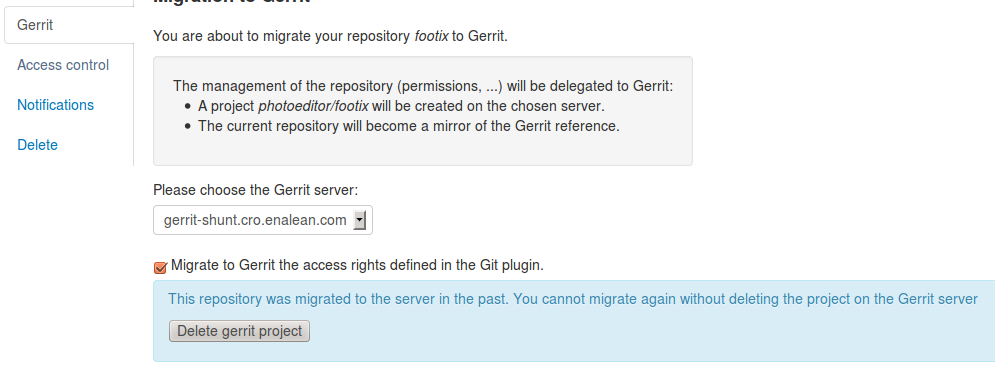 Migration to Gerrit
Gerrit
You are about to migrate your repository footix to Gerrit.
Access control
The management of the repository (permissions, ...) will be delegated to Gerrit:
Notifications
A project photoeditor/footix will be created on the chosen server.
The current repository will become a mirror of the Gerrit reference.
Delete
Please choose the Gerrit server:
gerrit-shunt.cro.enalean.com
Migrate to Gerrit the access rights defined in the Git plugin.
This repository was migrated to the server in the past. You cannot migrate again without deleting the project on the Gerrit server
Delete gerrit project